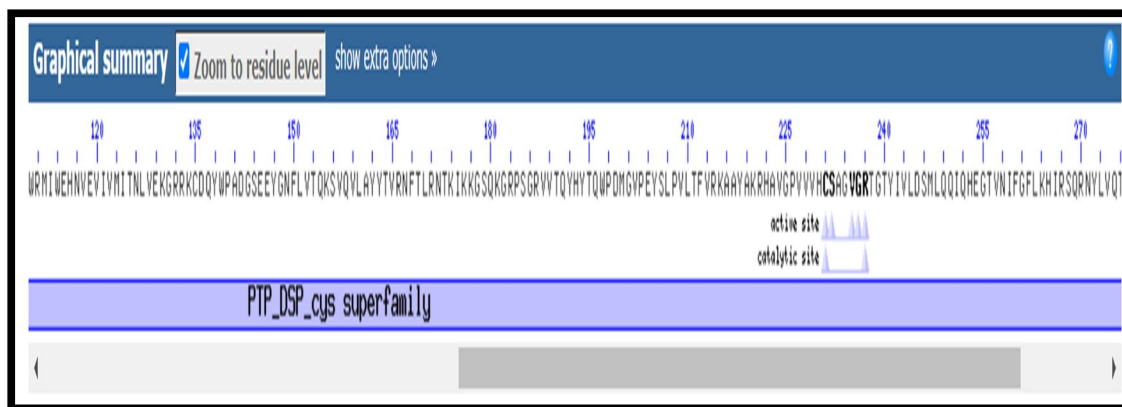 Graphical summary Zoom to residue level show extra options » ?
120 135 150 165 180 195 210 225 240 255 270
WRMIWEHNVEVIVMITNLVEKGRRKCDQYWPADGSEEYGNFLVTQKSVQVLAYYTVRNFTLRNTKIKKGSQKGRPSGRVVTQYHYTQWPDMGVPEYSLPVLTFVRKAAYAKRHAVGPVVVHCSAGVGRTGTYIVLDSMLQQIQHEGTVNIFGFLKHIRSQRNYLVQT
active site
catalytic site
PTP_DSP_cys superfamily